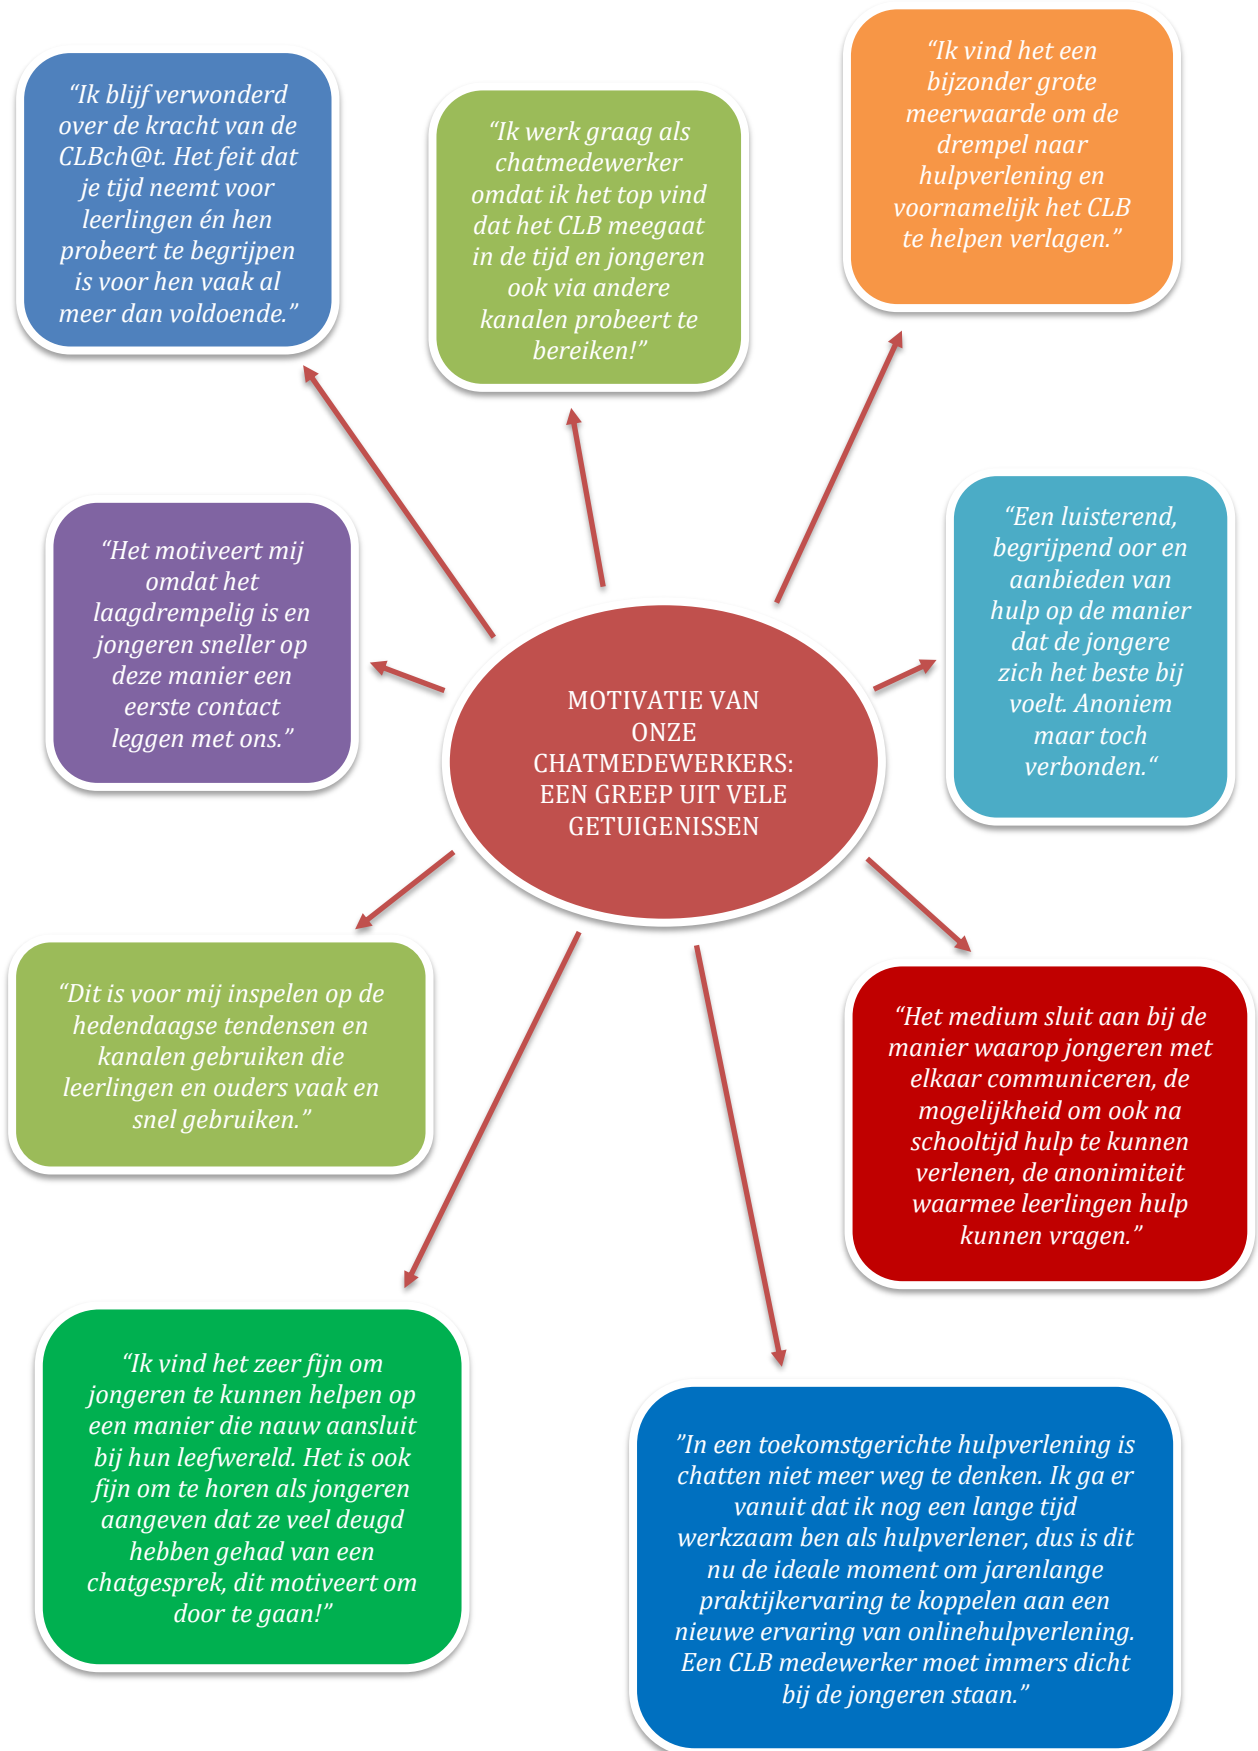 “Ik blijf verwonderd
over de kracht van de
CLBch@t. Het feit dat
je tijd neemt voor
leerlingen én hen
probeert te begrijpen
is voor hen vaak al
meer dan voldoende.”
“Ik werk graag als
chatmedewerker
omdat ik het top vind
dat het CLB meegaat
in de tijd en jongeren
ook via andere
kanalen probeert te
bereiken!”
“Ik vind het een
bijzonder grote
meerwaarde om de
drempel naar
hulpverlening en
voornamelijk het CLB
te helpen verlagen.”
“Het motiveert mij
omdat het
laagdrempelig is en
jongeren sneller op
deze manier een
eerste contact
leggen met ons.”
“Een luisterend,
begrijpend oor en
aanbieden van
hulp op de manier
dat de jongere
zich het beste bij
voelt. Anoniem
maar toch
verbonden.“
MOTIVATIE VAN
ONZE
CHATMEDEWERKERS:
EEN GREEP UIT VELE
GETUIGENISSEN
“Dit is voor mij inspelen op de
hedendaagse tendensen en
kanalen gebruiken die
leerlingen en ouders vaak en
snel gebruiken.”
“Het medium sluit aan bij de
manier waarop jongeren met
elkaar communiceren, de
mogelijkheid om ook na
schooltijd hulp te kunnen
verlenen, de anonimiteit
waarmee leerlingen hulp
kunnen vragen.”
“Ik vind het zeer fijn om
jongeren te kunnen helpen op
een manier die nauw aansluit
bij hun leefwereld. Het is ook
fijn om te horen als jongeren
aangeven dat ze veel deugd
hebben gehad van een
chatgesprek, dit motiveert om
door te gaan!”
”In een toekomstgerichte hulpverlening is
chatten niet meer weg te denken. Ik ga er
vanuit dat ik nog een lange tijd
werkzaam ben als hulpverlener, dus is dit
nu de ideale moment om jarenlange
praktijkervaring te koppelen aan een
nieuwe ervaring van onlinehulpverlening.
Een CLB medewerker moet immers dicht
bij de jongeren staan.”